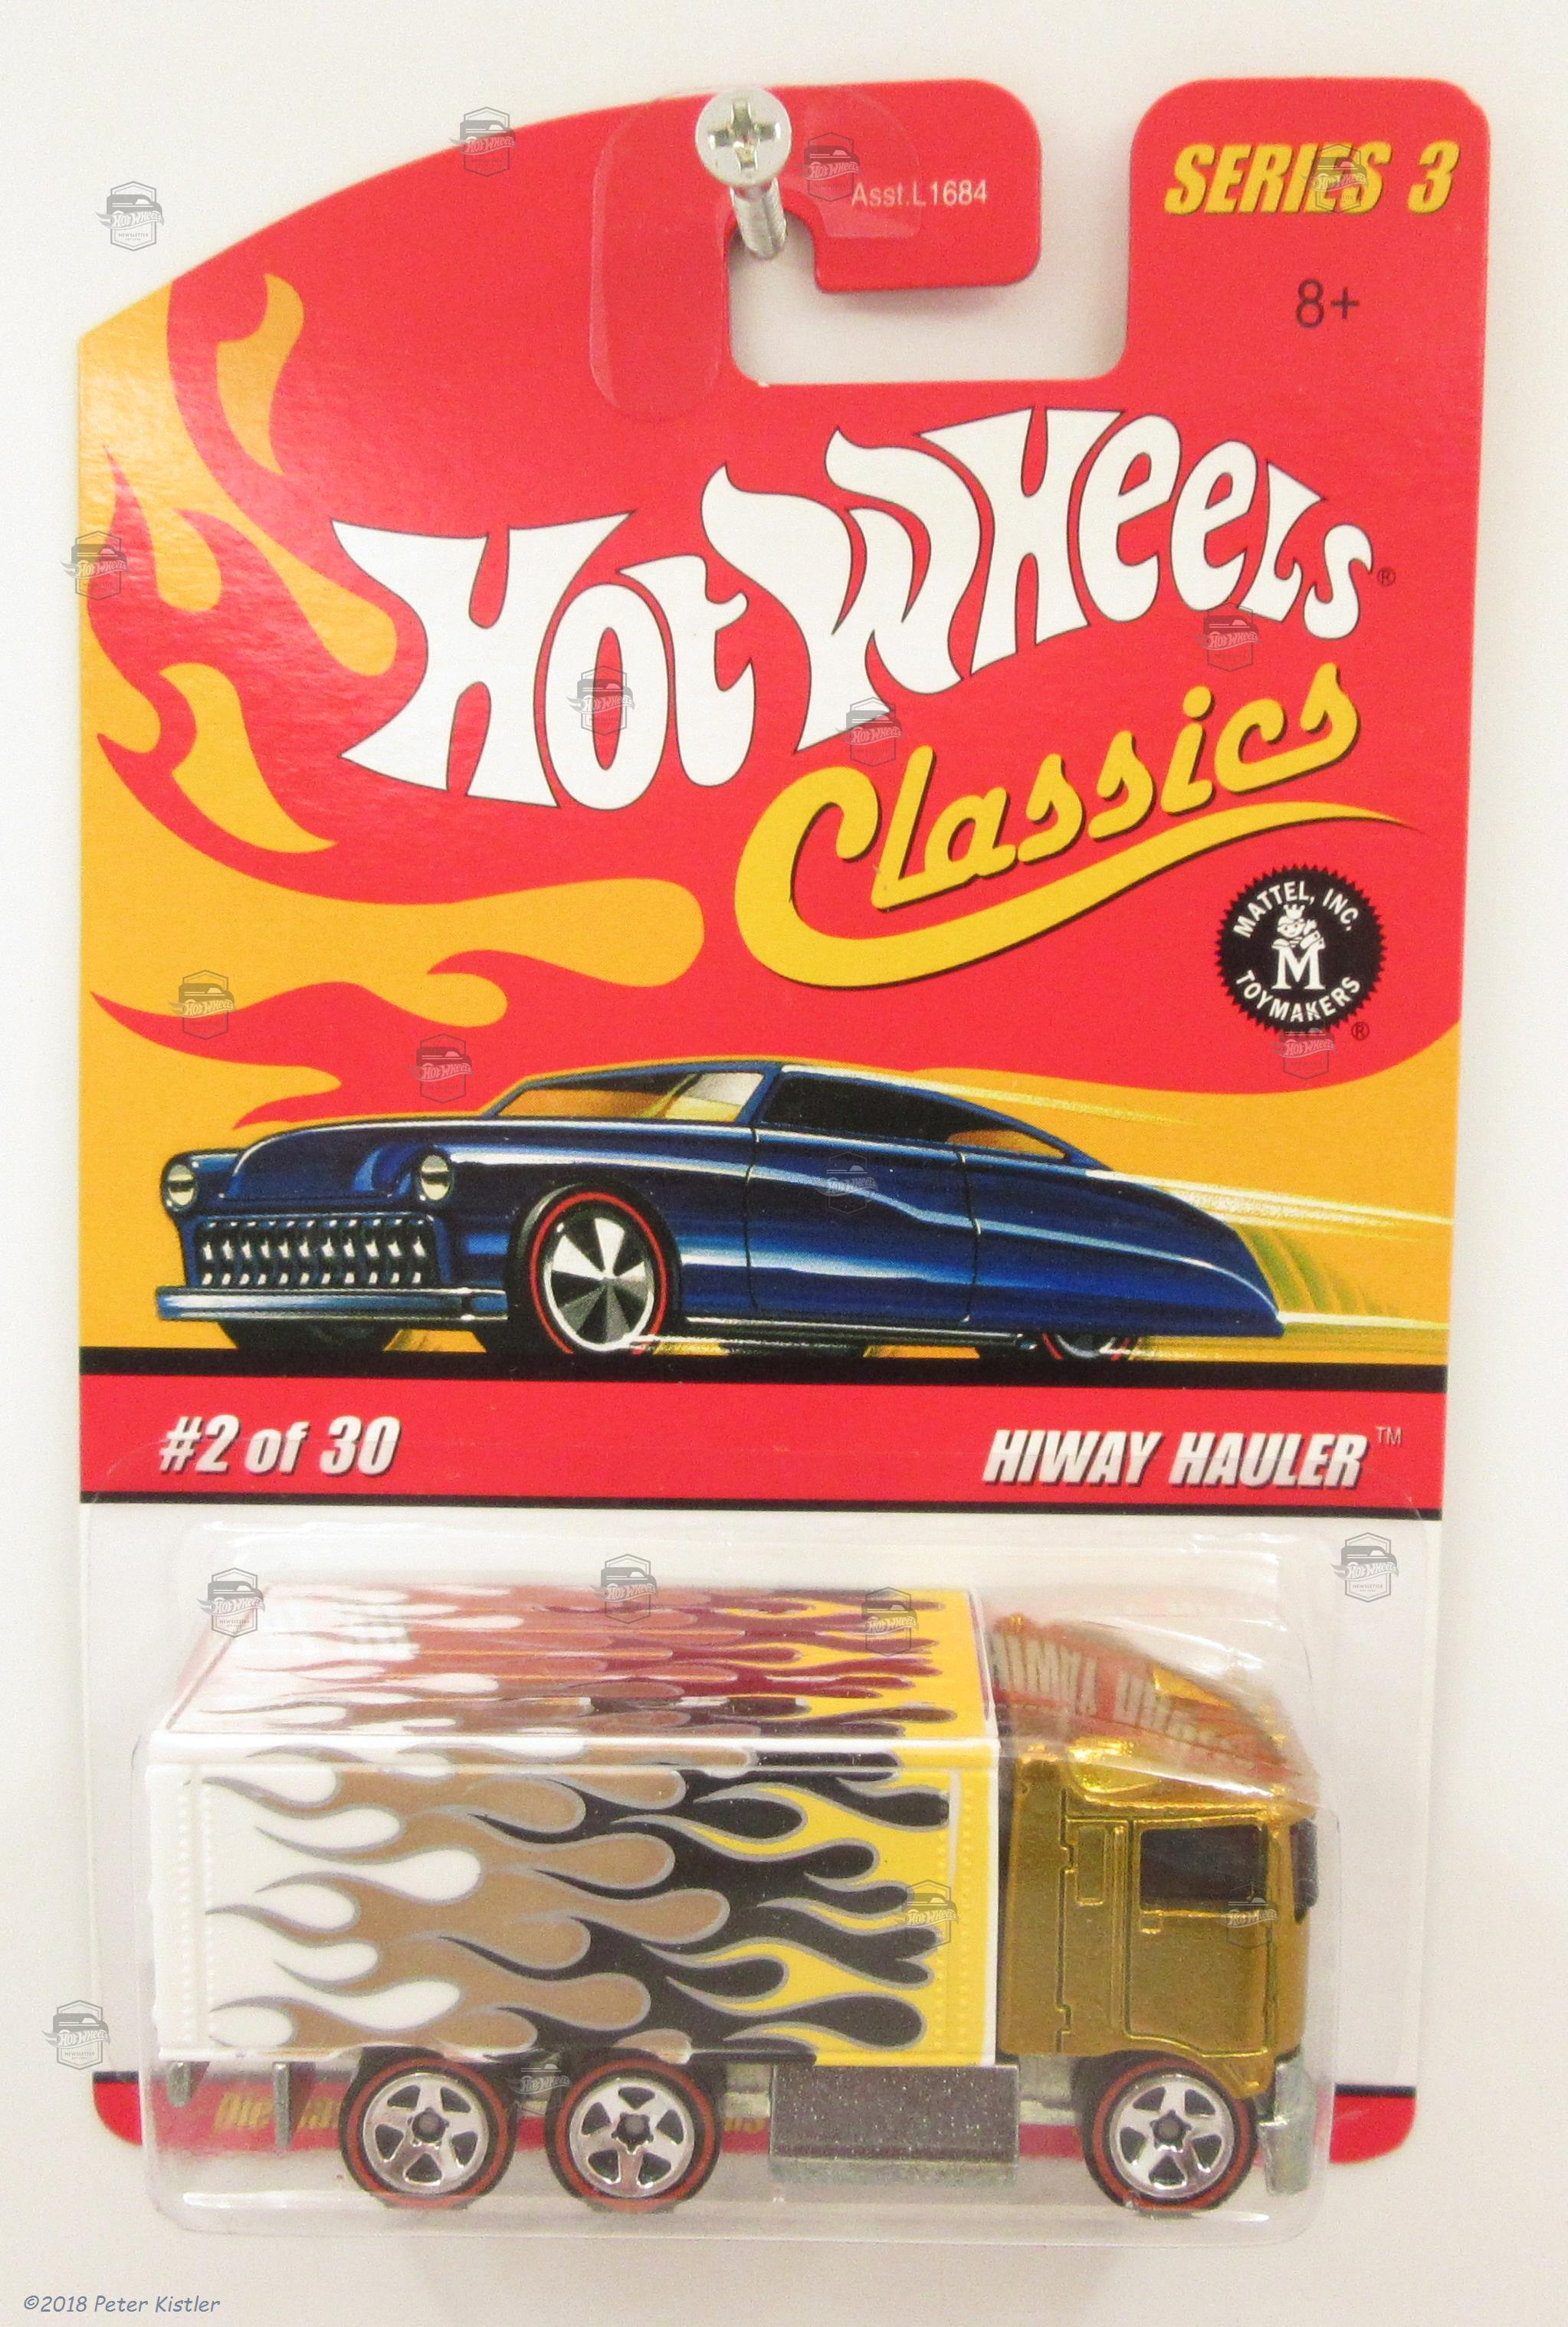 Asst.L1684
SERIES 3
8+
HOT WHEELS®
Classics
MATTEL, INC.
M
TOYMAKERS
®
#2 of 30
HIWAY HAULER™
©2018 Peter Kistler